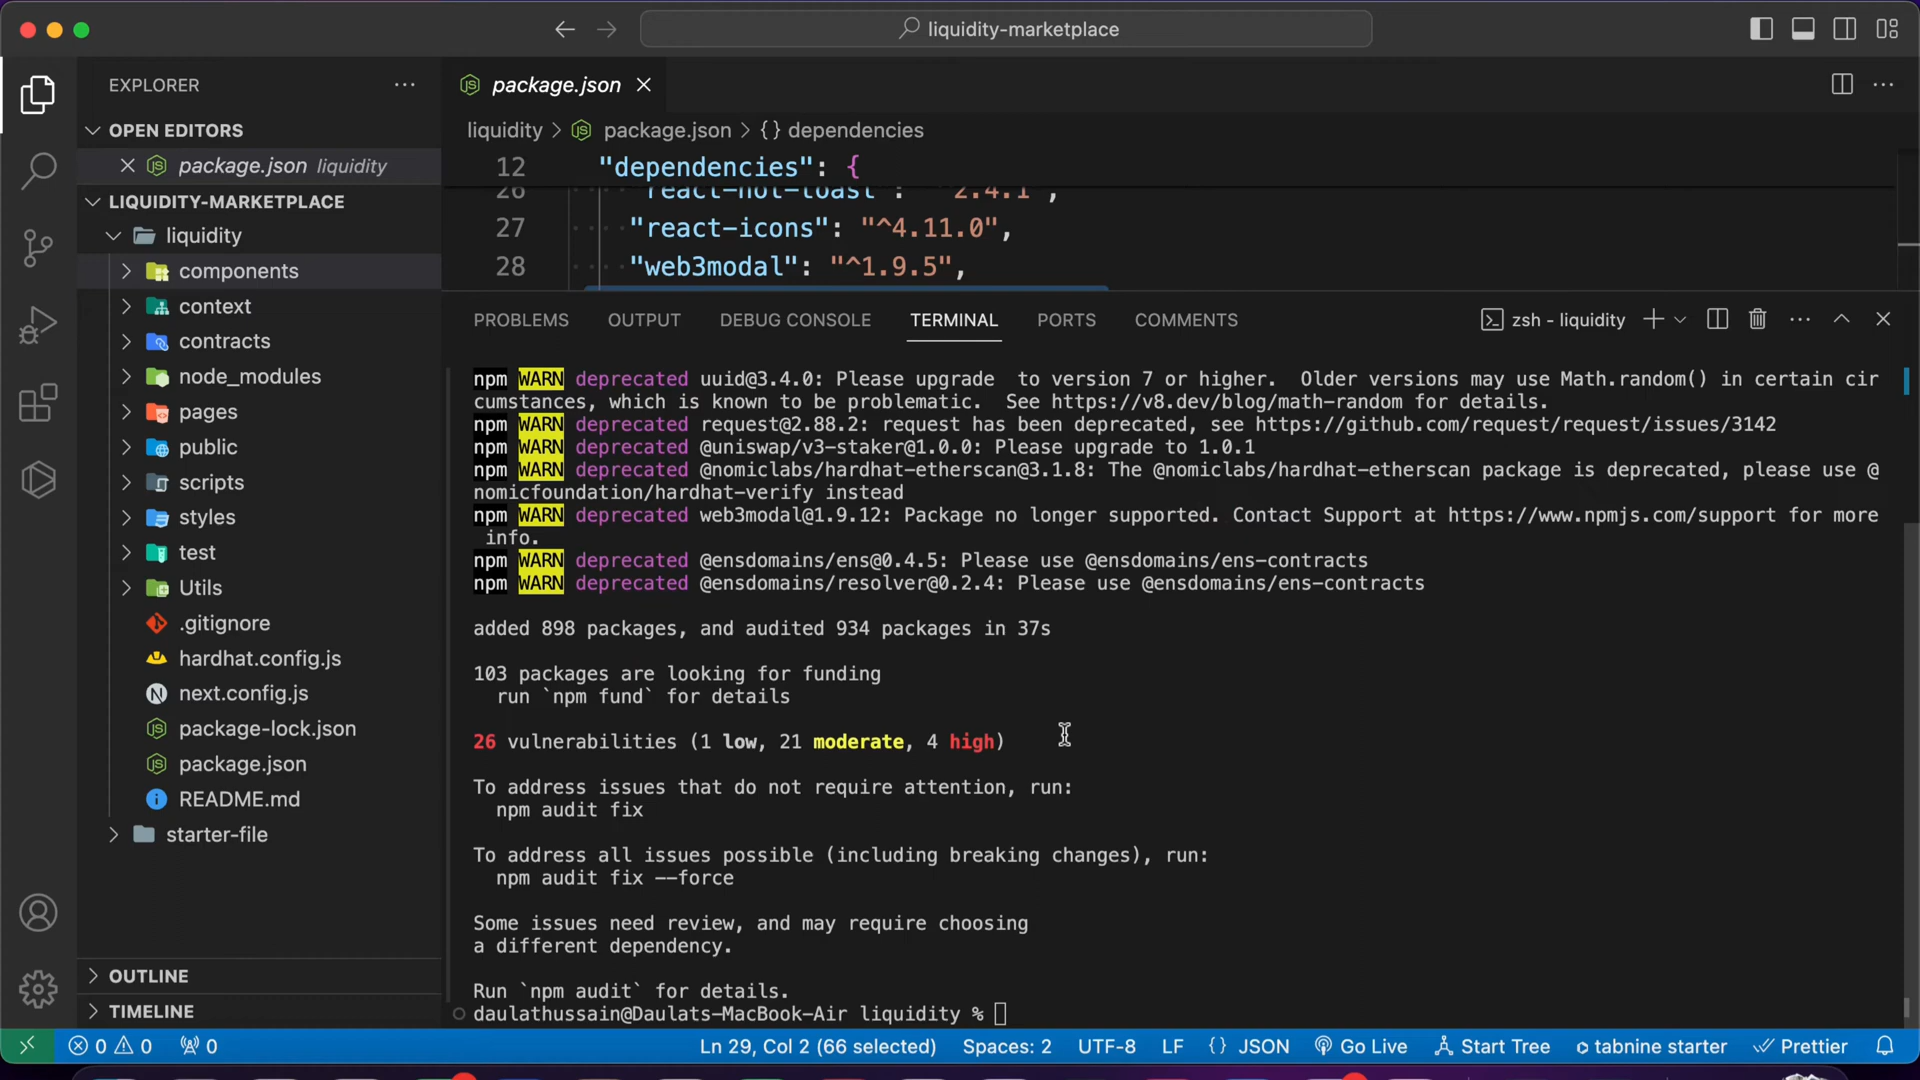 liquidity-marketplace
EXPLORER
package.json
OPEN EDITORS
package.json liquidity
LIQUIDITY-MARKETPLACE
liquidity
components
context
contracts
node_modules
pages
public
scripts
styles
test
Utils
.gitignore
hardhat.config.js
next.config.js
package-lock.json
package.json
README.md
starter-file
OUTLINE
TIMELINE
liquidity > package.json > {} dependencies
12 "dependencies": {
26 "react-hot-toast": "^2.4.1",
27 "react-icons": "^4.11.0",
28 "web3modal": "^1.9.5",
PROBLEMS OUTPUT DEBUG CONSOLE TERMINAL PORTS COMMENTS zsh - liquidity
npm WARN deprecated uuid@3.4.0: Please upgrade  to version 7 or higher.  Older versions may use Math.random() in certain cir
cumstances, which is known to be problematic.  See https://v8.dev/blog/math-random for details.
npm WARN deprecated request@2.88.2: request has been deprecated, see https://github.com/request/request/issues/3142
npm WARN deprecated @uniswap/v3-staker@1.0.0: Please upgrade to 1.0.1
npm WARN deprecated @nomiclabs/hardhat-etherscan@3.1.8: The @nomiclabs/hardhat-etherscan package is deprecated, please use @
nomicfoundation/hardhat-verify instead
npm WARN deprecated web3modal@1.9.12: Package no longer supported. Contact Support at https://www.npmjs.com/support for more
info.
npm WARN deprecated @ensdomains/ens@0.4.5: Please use @ensdomains/ens-contracts
npm WARN deprecated @ensdomains/resolver@0.2.4: Please use @ensdomains/ens-contracts
added 898 packages, and audited 934 packages in 37s
103 packages are looking for funding
run `npm fund` for details
26 vulnerabilities (1 low, 21 moderate, 4 high)
To address issues that do not require attention, run:
npm audit fix
To address all issues possible (including breaking changes), run:
npm audit fix --force
Some issues need review, and may require choosing
a different dependency.
Run `npm audit` for details.
daulathussain@Daulats-MacBook-Air liquidity %
0 0 0 Ln 29, Col 2 (66 selected) Spaces: 2 UTF-8 LF {} JSON Go Live Start Tree tabnine starter Prettier